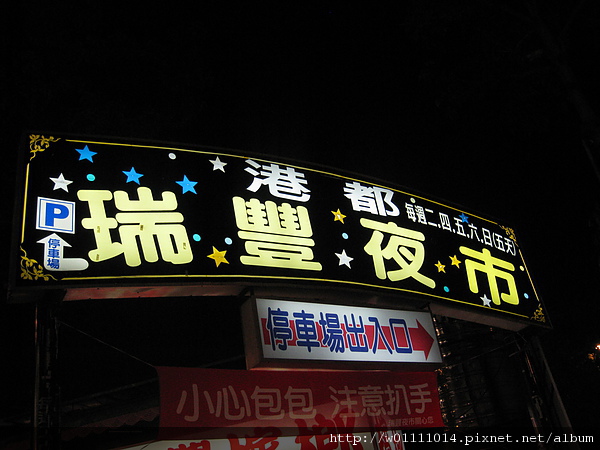 港都
每週二.四.五.六.日(五天)
瑞豐夜市
P
停車場
停車場出入口
小心包包 注意扒手
http://w01111014.pixnet.net/album